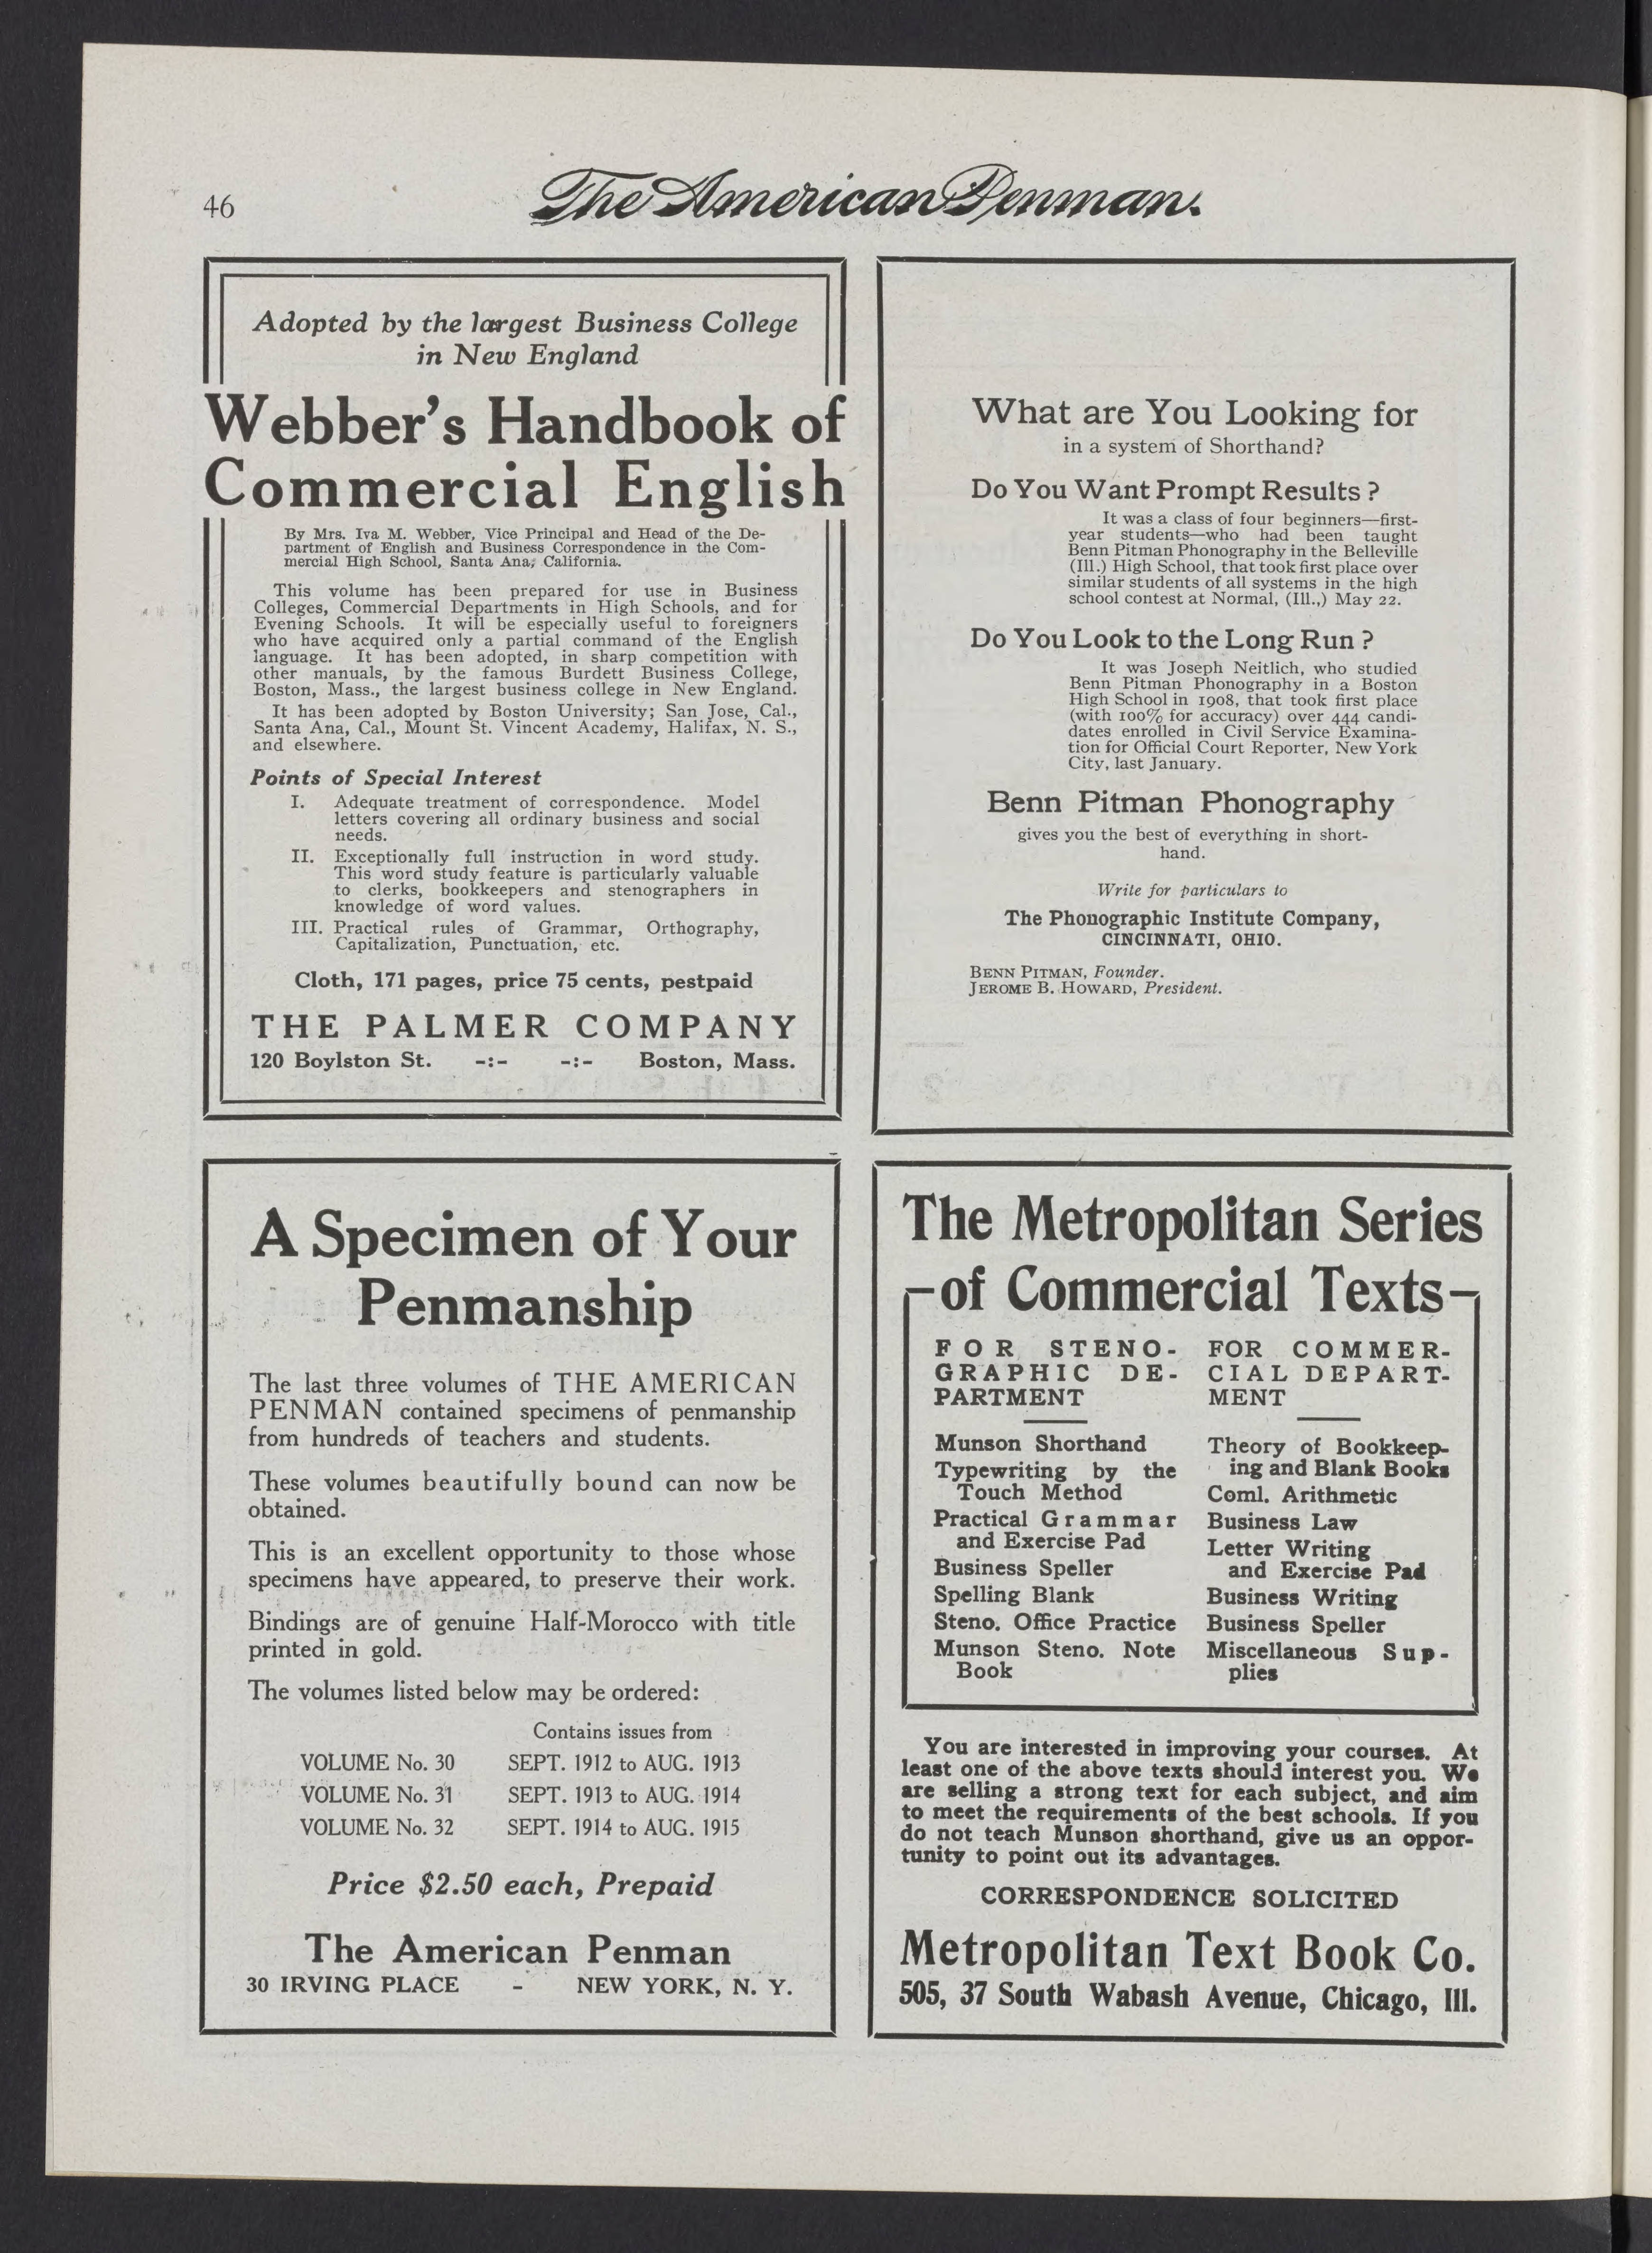 46
The American Penman.
Adopted by the largest Business College
in New England
Webber's Handbook of
Commercial English
By Mrs. Iva M. Webber, Vice Principal and Head of the De-
partment of English and Business Correspondence in the Com-
mercial High School, Santa Ana, California.
This volume has been prepared for use in Business
Colleges, Commercial Departments in High Schools, and for
Evening Schools. It will be especially useful to foreigners
who have acquired only a partial command of the English
language. It has been adopted, in sharp competition with
other manuals, by the famous Burdett Business College,
Boston, Mass., the largest business college in New England.
It has been adopted by Boston University; San Jose, Cal.,
Santa Ana, Cal., Mount St. Vincent Academy, Halifax, N. S.,
and elsewhere.
Points of Special Interest
I. Adequate treatment of correspondence. Model
letters covering all ordinary business and social
needs.
II. Exceptionally full instruction in word study.
This word study feature is particularly valuable
to clerks, bookkeepers and stenographers in
knowledge of word values.
III. Practical rules of Grammar, Orthography,
Capitalization, Punctuation, etc.
Cloth, 171 pages, price 75 cents, pestpaid
THE PALMER COMPANY
120 Boylston St. -:- -:- Boston, Mass.
What are You Looking for
in a system of Shorthand?
Do You Want Prompt Results ?
It was a class of four beginners—first-
year students—who had been taught
Benn Pitman Phonography in the Belleville
(Ill.) High School, that took first place over
similar students of all systems in the high
school contest at Normal, (Ill.,) May 22.
Do You Look to the Long Run ?
It was Joseph Neitlich, who studied
Benn Pitman Phonography in a Boston
High School in 1908, that took first place
(with 100% for accuracy) over 444 candi-
dates enrolled in Civil Service Examina-
tion for Official Court Reporter, New York
City, last January.
Benn Pitman Phonography
gives you the best of everything in short-
hand.
Write for particulars to
The Phonographic Institute Company,
CINCINNATI, OHIO.
BENN PITMAN, Founder.
JEROME B. HOWARD, President.
A Specimen of Your
Penmanship
The last three volumes of THE AMERICAN
PENMAN contained specimens of penmanship
from hundreds of teachers and students.
These volumes beautifully bound can now be
obtained.
This is an excellent opportunity to those whose
specimens have appeared, to preserve their work.
Bindings are of genuine Half-Morocco with title
printed in gold.
The volumes listed below may be ordered:
Contains issues from
VOLUME No. 30 SEPT. 1912 to AUG. 1913
VOLUME No. 31 SEPT. 1913 to AUG. 1914
VOLUME No. 32 SEPT. 1914 to AUG. 1915
Price $2.50 each, Prepaid
The American Penman
30 IRVING PLACE - NEW YORK, N. Y.
The Metropolitan Series
of Commercial Texts
FOR STENO-
GRAPHIC DE-
PARTMENT
Munson Shorthand
Typewriting by the
Touch Method
Practical Grammar
and Exercise Pad
Business Speller
Spelling Blank
Steno. Office Practice
Munson Steno. Note
Book
FOR COMMER-
CIAL DEPART-
MENT
Theory of Bookkeep-
ing and Blank Books
Coml. Arithmetic
Business Law
Letter Writing
and Exercise Pad
Business Writing
Business Speller
Miscellaneous Sup-
plies
You are interested in improving your courses. At
least one of the above texts should interest you. We
are selling a strong text for each subject, and aim
to meet the requirements of the best schools. If you
do not teach Munson shorthand, give us an oppor-
tunity to point out its advantages.
CORRESPONDENCE SOLICITED
Metropolitan Text Book Co.
505, 37 South Wabash Avenue, Chicago, Ill.